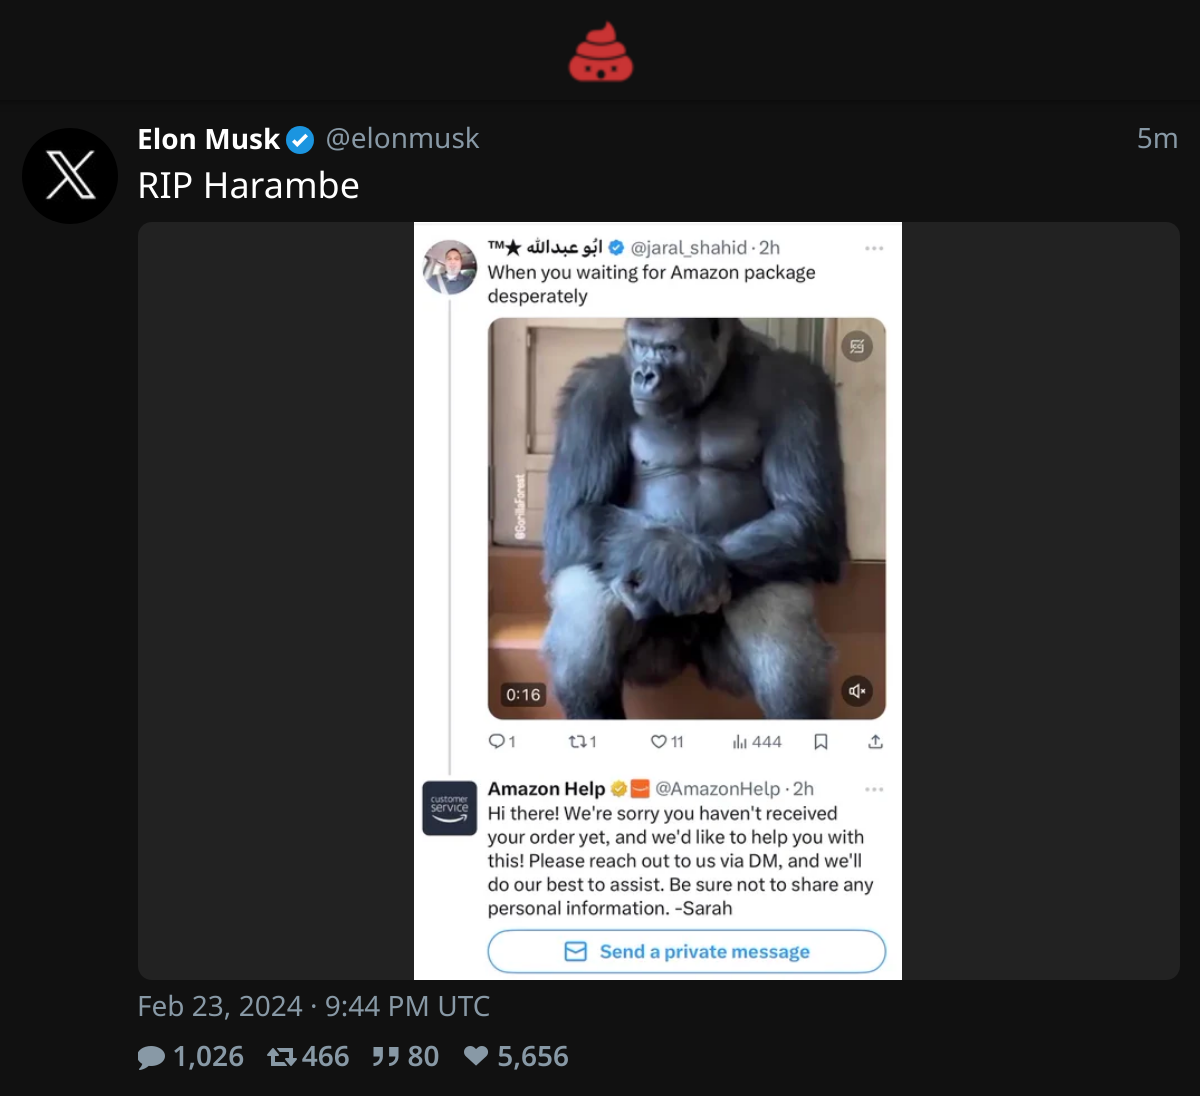 Elon Musk @elonmusk 5m
RIP Harambe
™★ ابُو عبدالله @jaral_shahid · 2h
When you waiting for Amazon package
desperately
@GorillaForest
0:16
1 1 11 444
customer
service
Amazon Help @AmazonHelp · 2h
Hi there! We're sorry you haven't received
your order yet, and we'd like to help you with
this! Please reach out to us via DM, and we'll
do our best to assist. Be sure not to share any
personal information. -Sarah
Send a private message
Feb 23, 2024 · 9:44 PM UTC
1,026 466 80 5,656